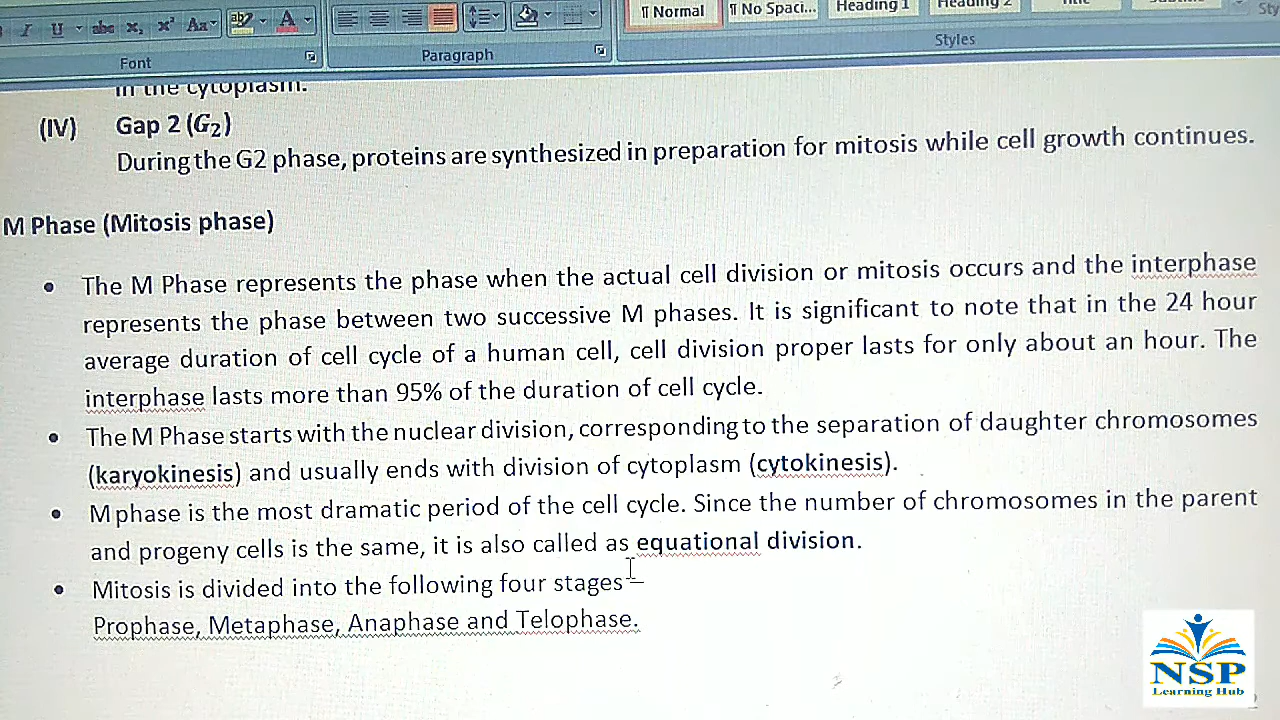 I U abc x, x² Aa ab A
Normal No Spaci... Heading 1 Heading 2
Font Paragraph Styles
in the cytoplasm.
(IV) Gap 2 (G₂)
During the G2 phase, proteins are synthesized in preparation for mitosis while cell growth continues.
M Phase (Mitosis phase)
• The M Phase represents the phase when the actual cell division or mitosis occurs and the interphase
represents the phase between two successive M phases. It is significant to note that in the 24 hour
average duration of cell cycle of a human cell, cell division proper lasts for only about an hour. The
interphase lasts more than 95% of the duration of cell cycle.
• The M Phase starts with the nuclear division, corresponding to the separation of daughter chromosomes
(karyokinesis) and usually ends with division of cytoplasm (cytokinesis).
• M phase is the most dramatic period of the cell cycle. Since the number of chromosomes in the parent
and progeny cells is the same, it is also called as equational division.
• Mitosis is divided into the following four stages –
Prophase, Metaphase, Anaphase and Telophase.
NSP
Learning Hub